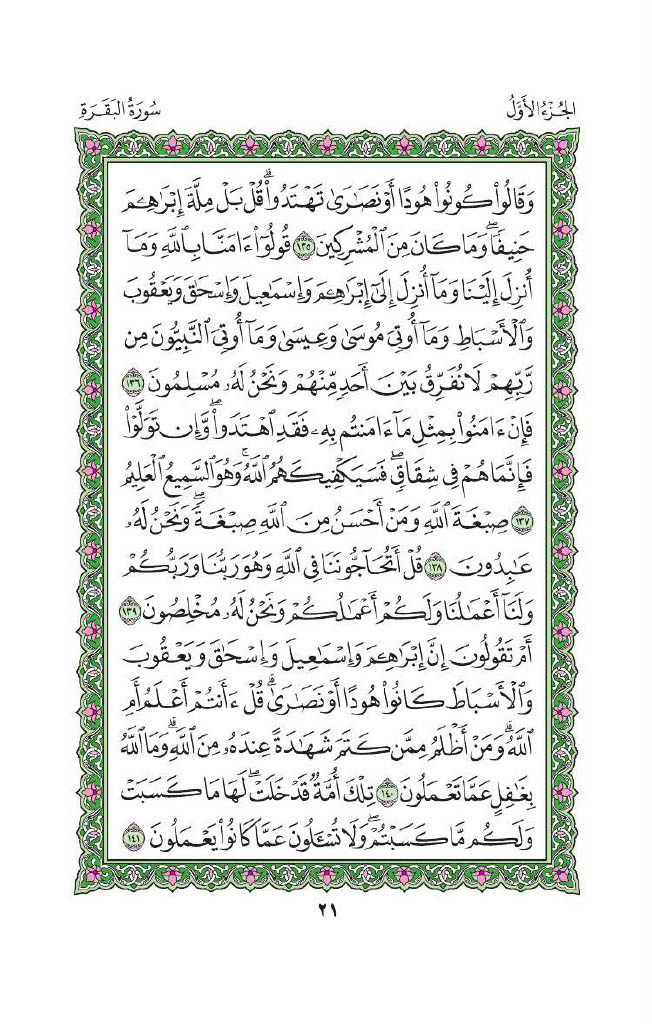 الجُزْءُ الأَوَّلُ
سُورَةُ البَقَرَةِ
وَقَالُوا۟ كُونُوا۟ هُودًا أَوْ نَصَٰرَىٰ تَهْتَدُوا۟ ۗ قُلْ بَلْ مِلَّةَ إِبْرَٰهِـۧمَ
حَنِيفًا ۖ وَمَا كَانَ مِنَ ٱلْمُشْرِكِينَ ١٣٥ قُولُوٓا۟ ءَامَنَّا بِٱللَّهِ وَمَآ
أُنزِلَ إِلَيْنَا وَمَآ أُنزِلَ إِلَىٰٓ إِبْرَٰهِـۧمَ وَإِسْمَٰعِيلَ وَإِسْحَٰقَ وَيَعْقُوبَ
وَٱلْأَسْبَاطِ وَمَآ أُوتِىَ مُوسَىٰ وَعِيسَىٰ وَمَآ أُوتِىَ ٱلنَّبِيُّونَ مِن
رَّبِّهِمْ لَا نُفَرِّقُ بَيْنَ أَحَدٍ مِّنْهُمْ وَنَحْنُ لَهُۥ مُسْلِمُونَ ١٣٦
فَإِنْ ءَامَنُوا۟ بِمِثْلِ مَآ ءَامَنتُم بِهِۦ فَقَدِ ٱهْتَدَوا۟ ۖ وَّإِن تَوَلَّوْا۟
فَإِنَّمَا هُمْ فِى شِقَاقٍ ۖ فَسَيَكْفِيكَهُمُ ٱللَّهُ ۚ وَهُوَ ٱلسَّمِيعُ ٱلْعَلِيمُ
١٣٧ صِبْغَةَ ٱللَّهِ ۖ وَمَنْ أَحْسَنُ مِنَ ٱللَّهِ صِبْغَةً ۖ وَنَحْنُ لَهُۥ
عَٰبِدُونَ ١٣٨ قُلْ أَتُحَآجُّونَنَا فِى ٱللَّهِ وَهُوَ رَبُّنَا وَرَبُّكُمْ
وَلَنَآ أَعْمَٰلُنَا وَلَكُمْ أَعْمَٰلُكُمْ وَنَحْنُ لَهُۥ مُخْلِصُونَ ١٣٩
أَمْ تَقُولُونَ إِنَّ إِبْرَٰهِـۧمَ وَإِسْمَٰعِيلَ وَإِسْحَٰقَ وَيَعْقُوبَ
وَٱلْأَسْبَاطَ كَانُوا۟ هُودًا أَوْ نَصَٰرَىٰ ۗ قُلْ ءَأَنتُمْ أَعْلَمُ أَمِ
ٱللَّهُ ۗ وَمَنْ أَظْلَمُ مِمَّن كَتَمَ شَهَٰدَةً عِندَهُۥ مِنَ ٱللَّهِ ۗ وَمَا ٱللَّهُ
بِغَٰفِلٍ عَمَّا تَعْمَلُونَ ١٤٠ تِلْكَ أُمَّةٌ قَدْ خَلَتْ ۖ لَهَا مَا كَسَبَتْ
وَلَكُم مَّا كَسَبْتُمْ ۖ وَلَا تُسْـَٔلُونَ عَمَّا كَانُوا۟ يَعْمَلُونَ ١٤١
٢١